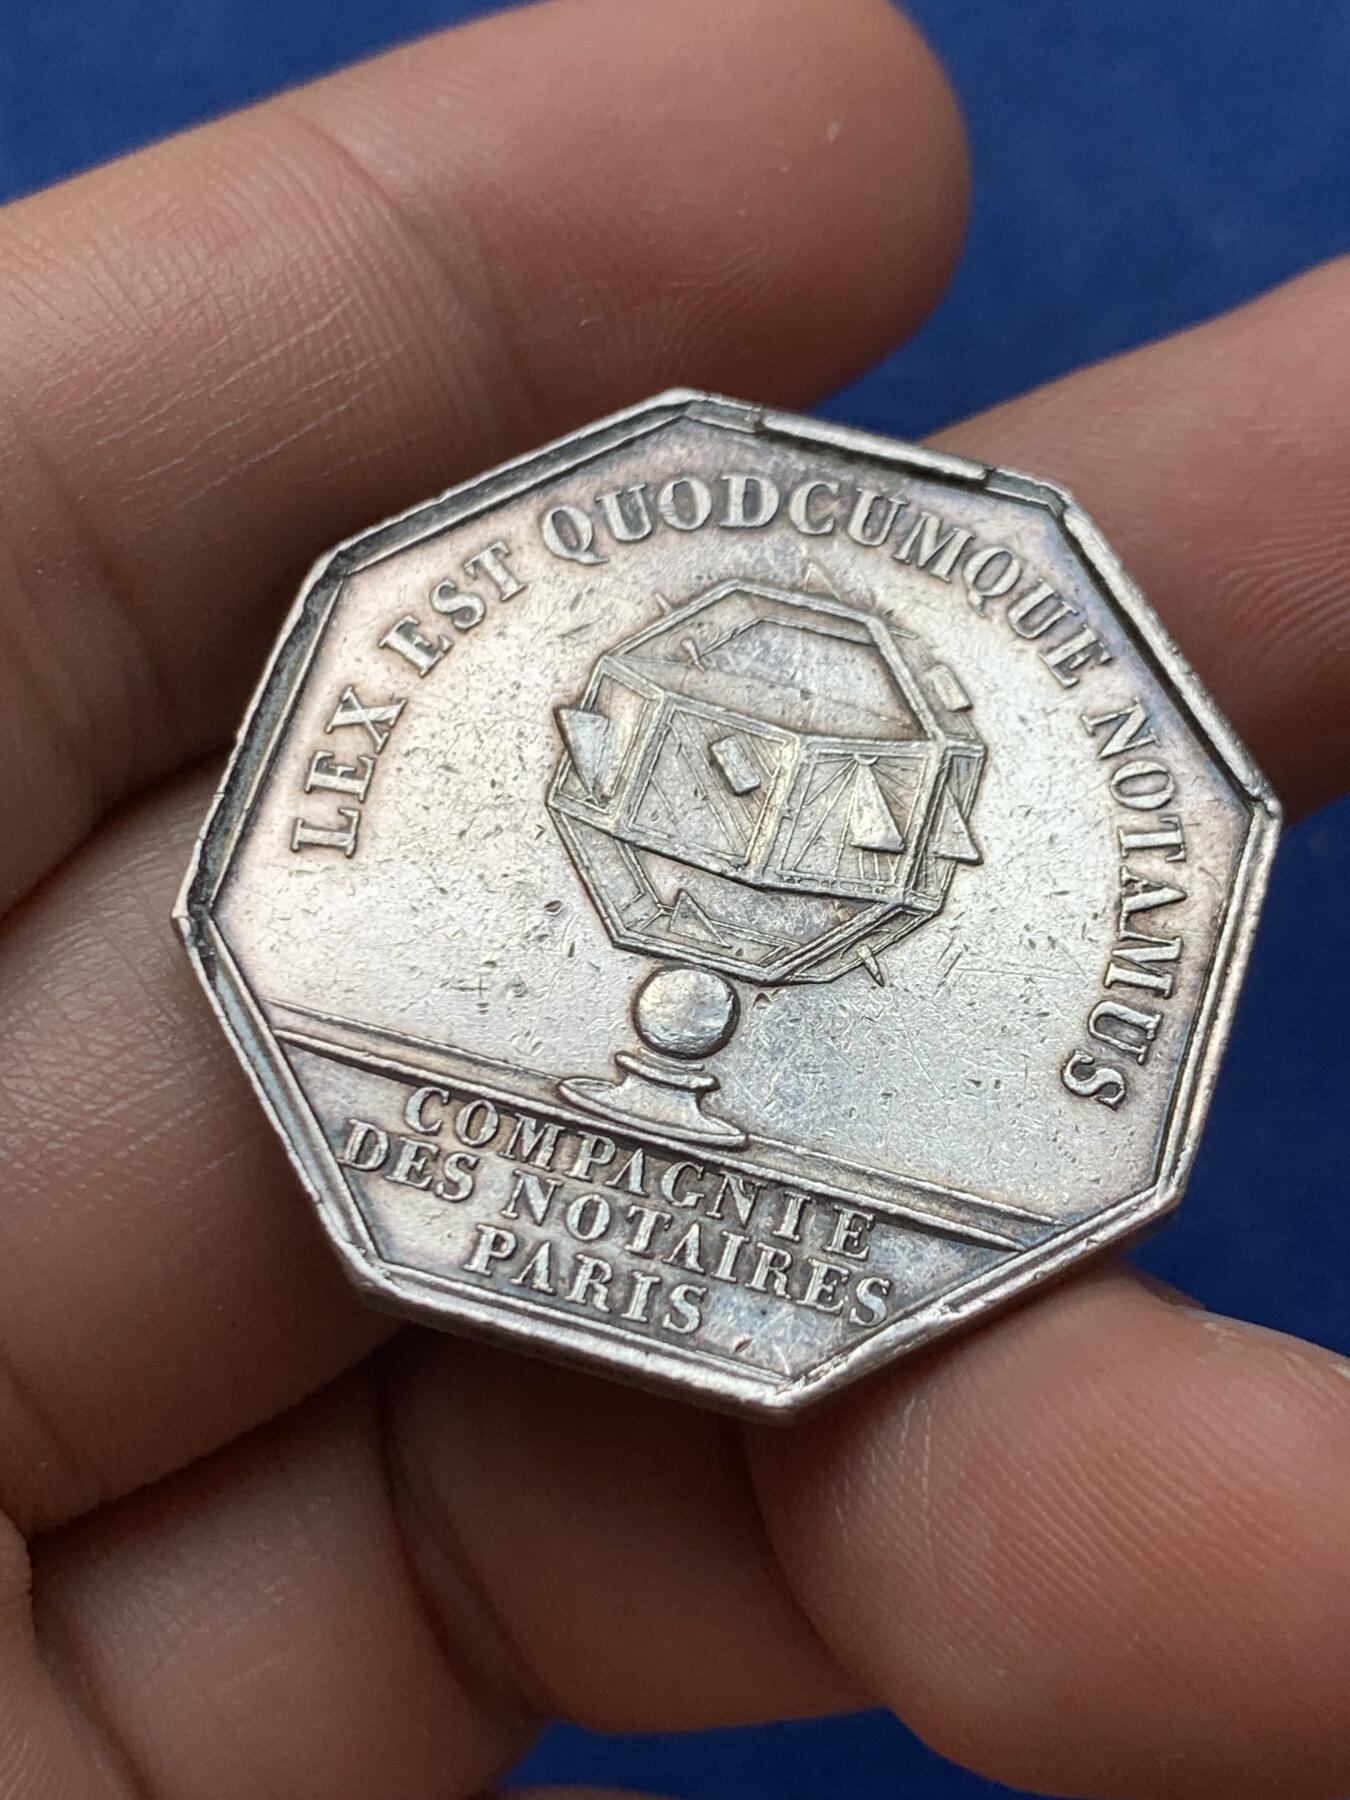 LEX EST QUODCUMQUE NOTAMUS
COMPAGNIE
DES NOTAIRES
PARIS